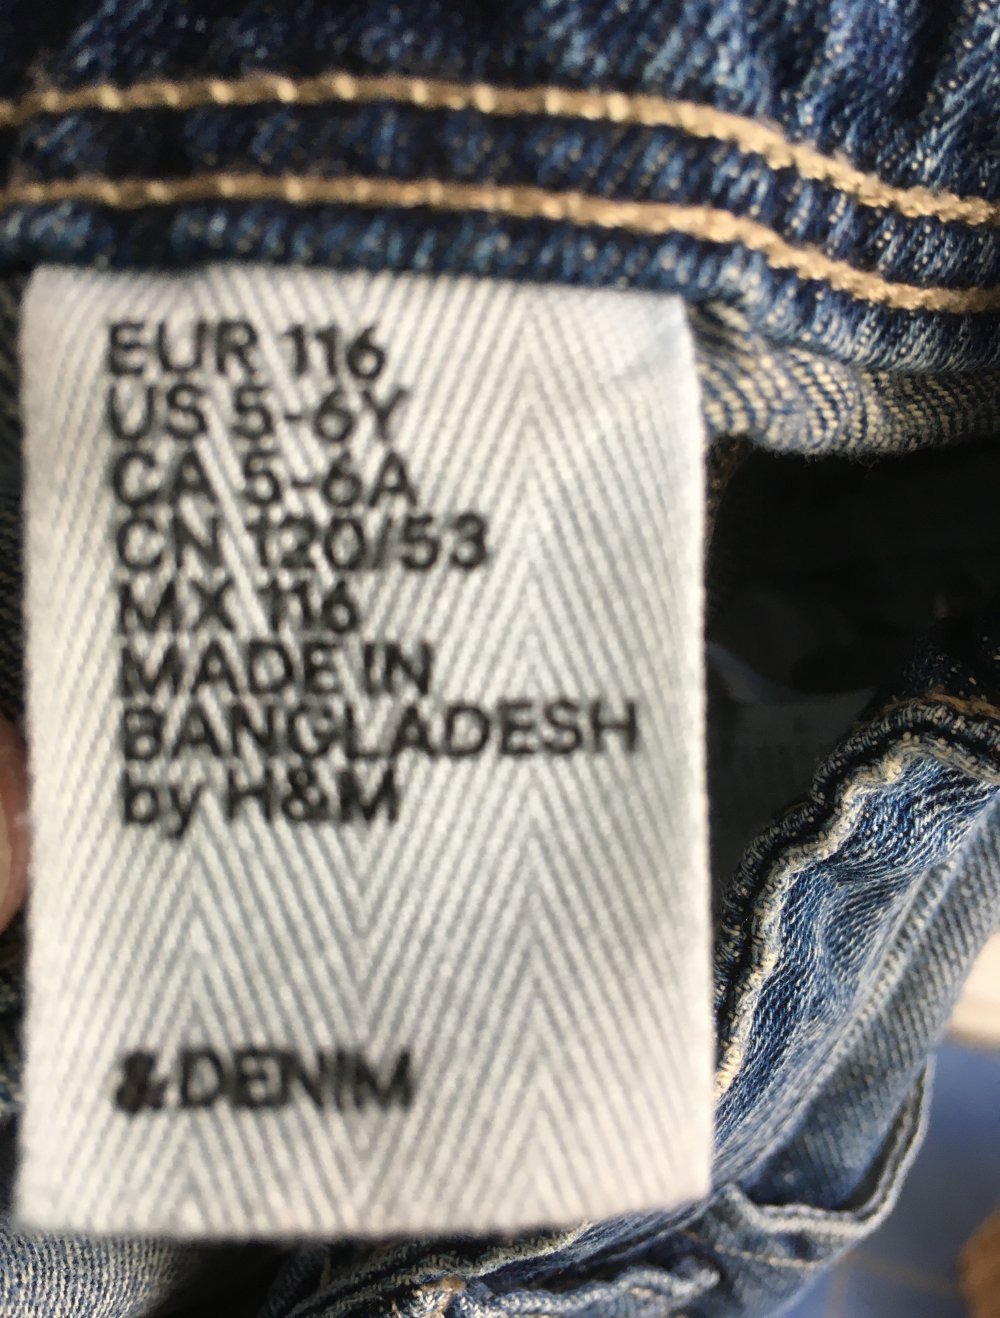 EUR 116
US 5-6Y
CA 5-6A
CN 120/53
MX 116
MADE IN
BANGLADESH
by H&M
&DENIM